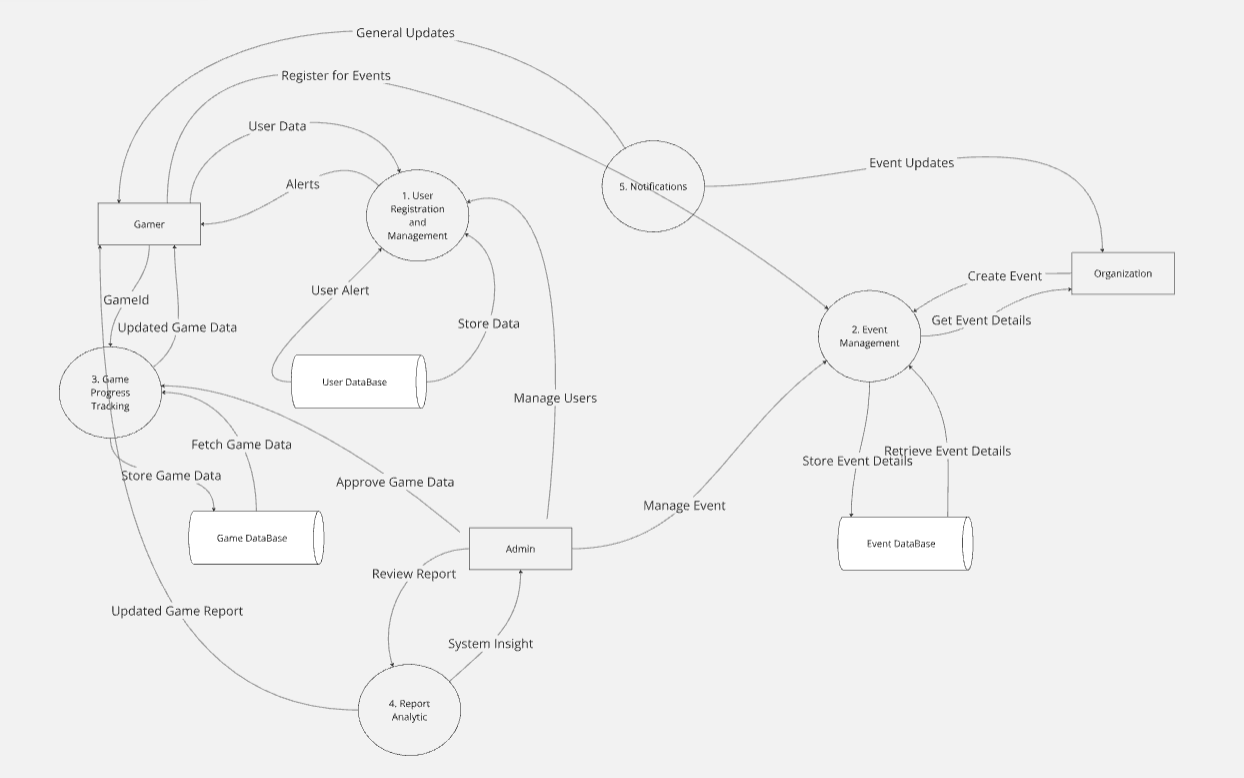 General Updates
Register for Events
User Data
Event Updates
Alerts
5. Notifications
1. User
Registration
and
Management
Gamer
Organization
Create Event
User Alert
GameId
Get Event Details
Store Data
Updated Game Data
2. Event
Management
User DataBase
3. Game
Progress
Tracking
Manage Users
Fetch Game Data
Retrieve Event Details
Store Event Details
Store Game Data
Approve Game Data
Manage Event
Game DataBase
Event DataBase
Admin
Review Report
Updated Game Report
System Insight
4. Report
Analytic